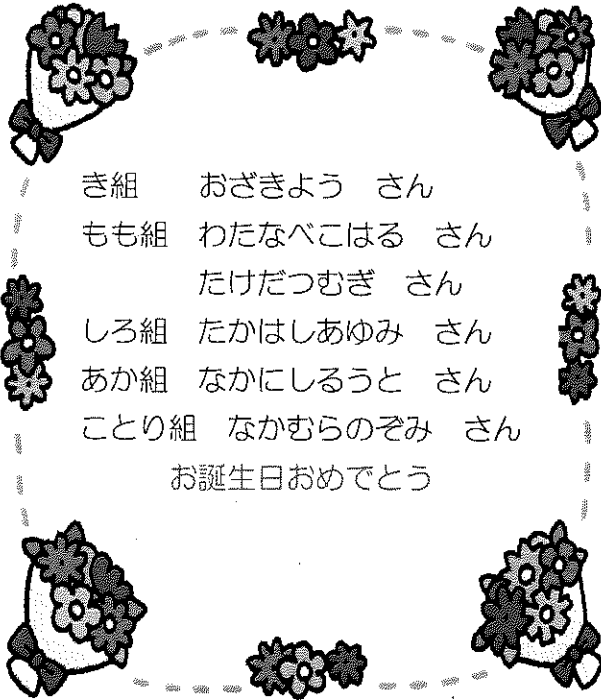 き組　　おざきよう　さん
もも組　わたなべこはる　さん
たけだつむぎ　さん
しろ組　たかはしあゆみ　さん
あか組　なかにしるうと　さん
ことり組　なかむらのぞみ　さん
お誕生日おめでとう